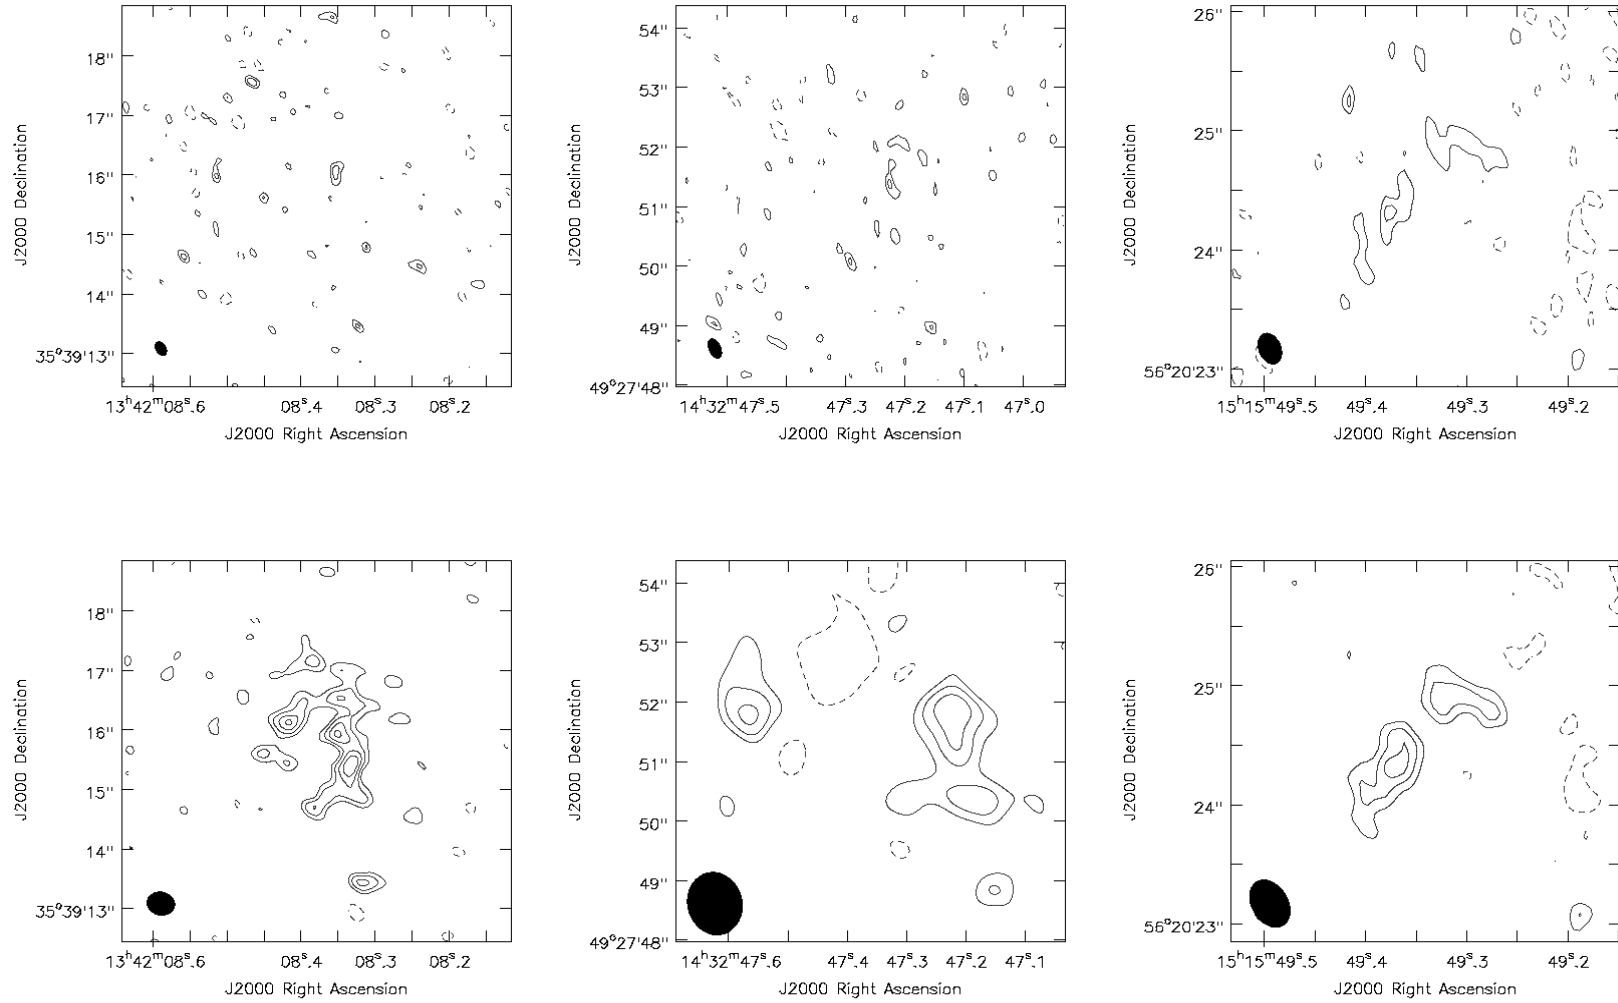 18''
17''
16''
15''
14''
35°39'13''
J2000 Declination
13ʰ42ᵐ08ˢ.6 08ˢ.4 08ˢ.3 08ˢ.2
J2000 Right Ascension
54''
53''
52''
51''
50''
49''
49°27'48''
J2000 Declination
14ʰ32ᵐ47ˢ.5 47ˢ.3 47ˢ.2 47ˢ.1 47ˢ.0
J2000 Right Ascension
26''
25''
24''
56°20'23''
J2000 Declination
15ʰ15ᵐ49ˢ.5 49ˢ.4 49ˢ.3 49ˢ.2
J2000 Right Ascension
18''
17''
16''
15''
14''
35°39'13''
J2000 Declination
13ʰ42ᵐ08ˢ.6 08ˢ.4 08ˢ.3 08ˢ.2
J2000 Right Ascension
54''
53''
52''
51''
50''
49''
49°27'48''
J2000 Declination
14ʰ32ᵐ47ˢ.6 47ˢ.4 47ˢ.3 47ˢ.2 47ˢ.1
J2000 Right Ascension
26''
25''
24''
56°20'23''
J2000 Declination
15ʰ15ᵐ49ˢ.5 49ˢ.4 49ˢ.3 49ˢ.2
J2000 Right Ascension